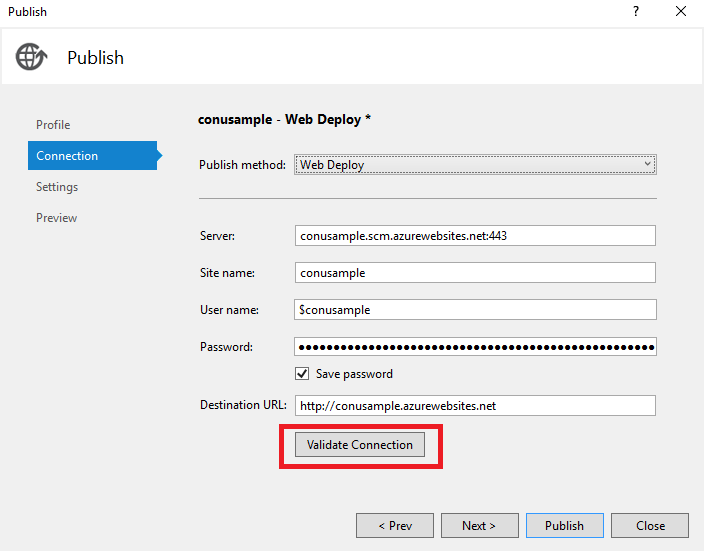 Publish
?
Publish
Profile
Connection
Settings
Preview
conusample - Web Deploy *
Publish method: Web Deploy
Server: conusample.scm.azurewebsites.net:443
Site name: conusample
User name: $conusample
Password: ●●●●●●●●●●●●●●●●●●●●●●●●●●●●●●●●●●●●●●●●●●●●●●●●●●●
Save password
Destination URL: http://conusample.azurewebsites.net
Validate Connection
< Prev Next > Publish Close